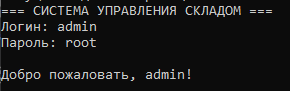 === СИСТЕМА УПРАВЛЕНИЯ СКЛАДОМ ===
Логин: admin
Пароль: root
Добро пожаловать, admin!